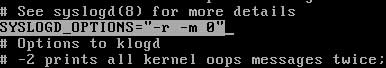 # See syslogd(8) for more details
SYSLOGD_OPTIONS="-r -m 0"_
# Options to klogd
# -2 prints all kernel oops messages twice: